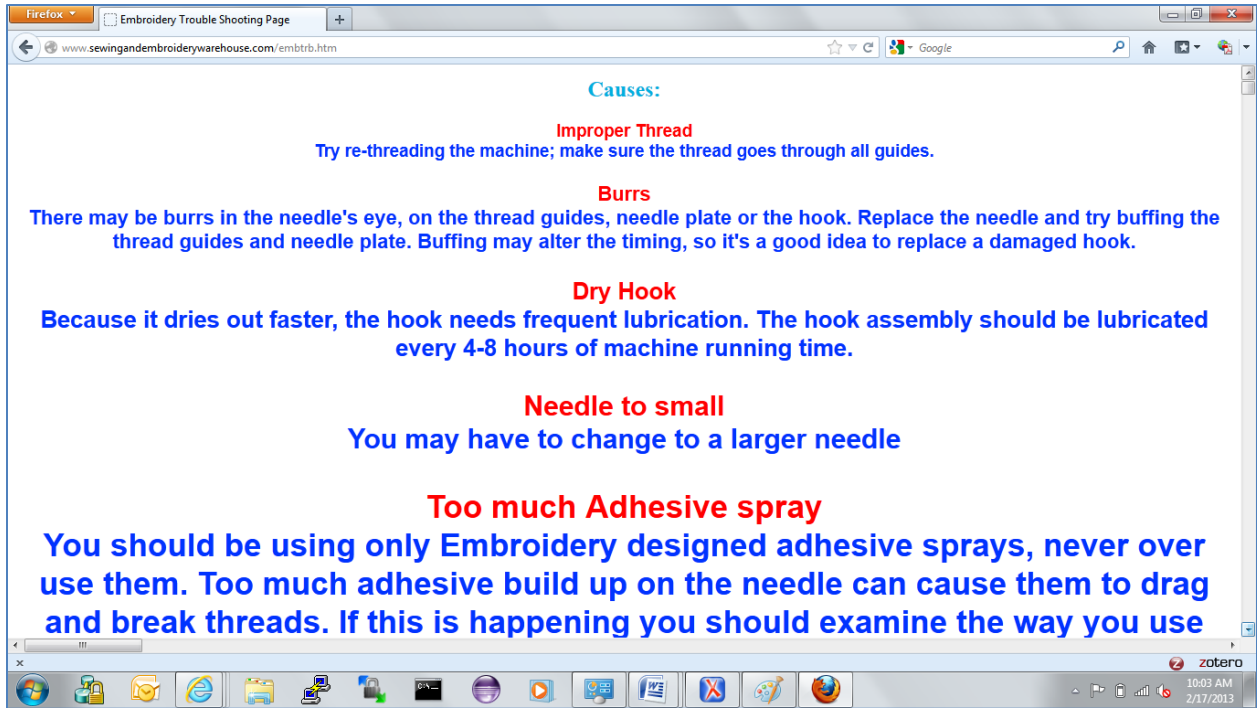 Firefox
Embroidery Trouble Shooting Page
www.sewingandembroiderywarehouse.com/embtrb.htm
Google
Causes:
Improper Thread
Try re-threading the machine; make sure the thread goes through all guides.
Burrs
There may be burrs in the needle's eye, on the thread guides, needle plate or the hook. Replace the needle and try buffing the
thread guides and needle plate. Buffing may alter the timing, so it's a good idea to replace a damaged hook.
Dry Hook
Because it dries out faster, the hook needs frequent lubrication. The hook assembly should be lubricated
every 4-8 hours of machine running time.
Needle to small
You may have to change to a larger needle
Too much Adhesive spray
You should be using only Embroidery designed adhesive sprays, never over
use them. Too much adhesive build up on the needle can cause them to drag
and break threads. If this is happening you should examine the way you use
x
zotero
10:03 AM
2/17/2013